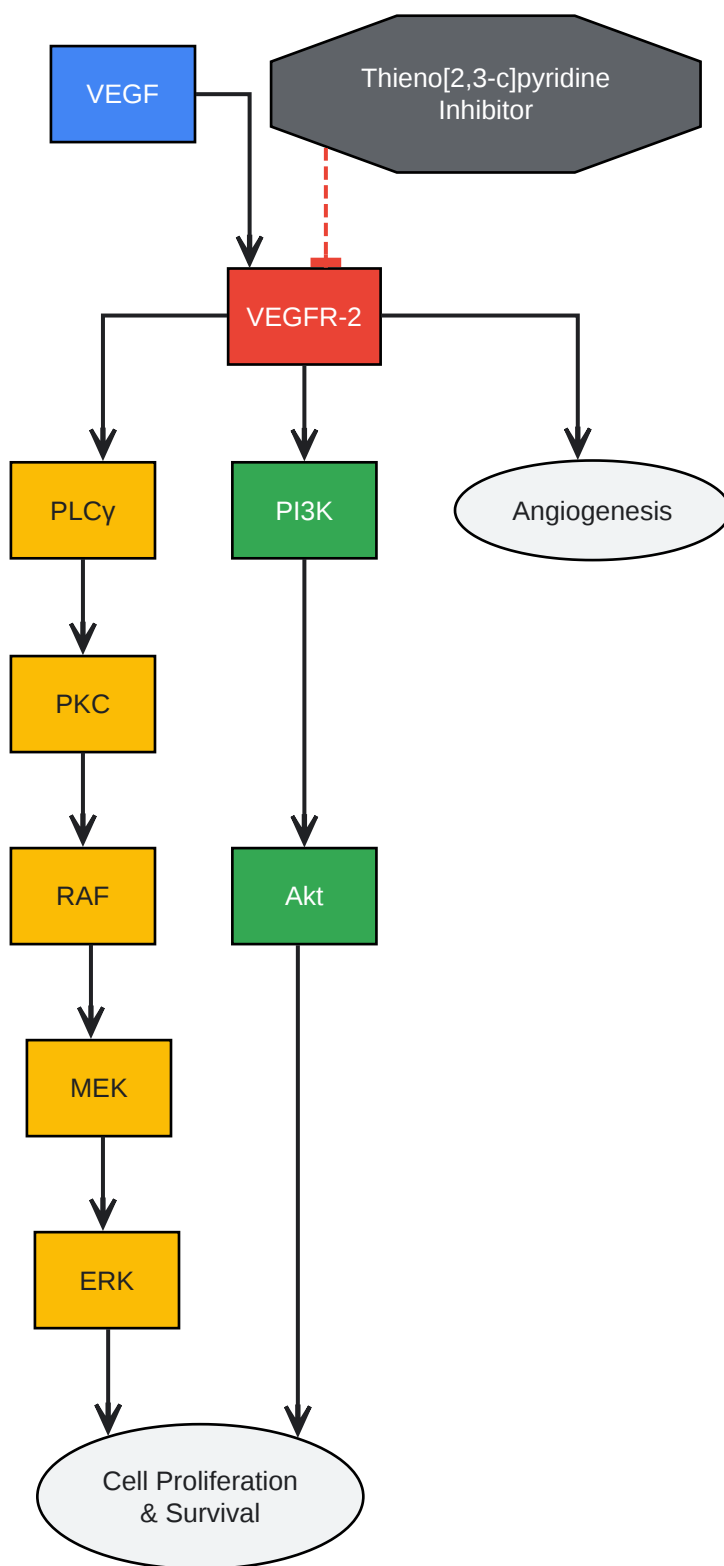 VEGF
Thieno[2,3-c]pyridine
Inhibitor
VEGFR-2
PLCγ
PI3K
Angiogenesis
PKC
RAF
Akt
MEK
ERK
Cell Proliferation
& Survival